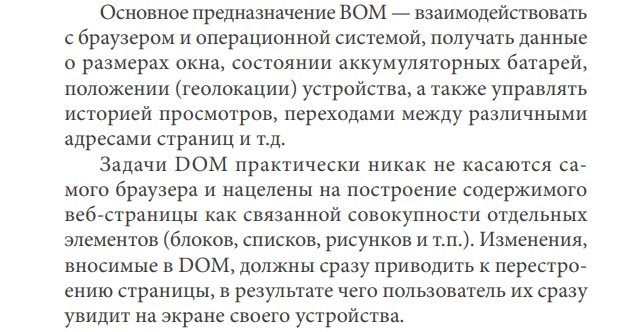 Основное предназначение BOM — взаимодействовать
с браузером и операционной системой, получать данные
о размерах окна, состоянии аккумуляторных батарей,
положении (геолокации) устройства, а также управлять
историей просмотров, переходами между различными
адресами страниц и т.д.
Задачи DOM практически никак не касаются са-
мого браузера и нацелены на построение содержимого
веб-страницы как связанной совокупности отдельных
элементов (блоков, списков, рисунков и т.п.). Изменения,
вносимые в DOM, должны сразу приводить к перестро-
ению страницы, в результате чего пользователь их сразу
увидит на экране своего устройства.